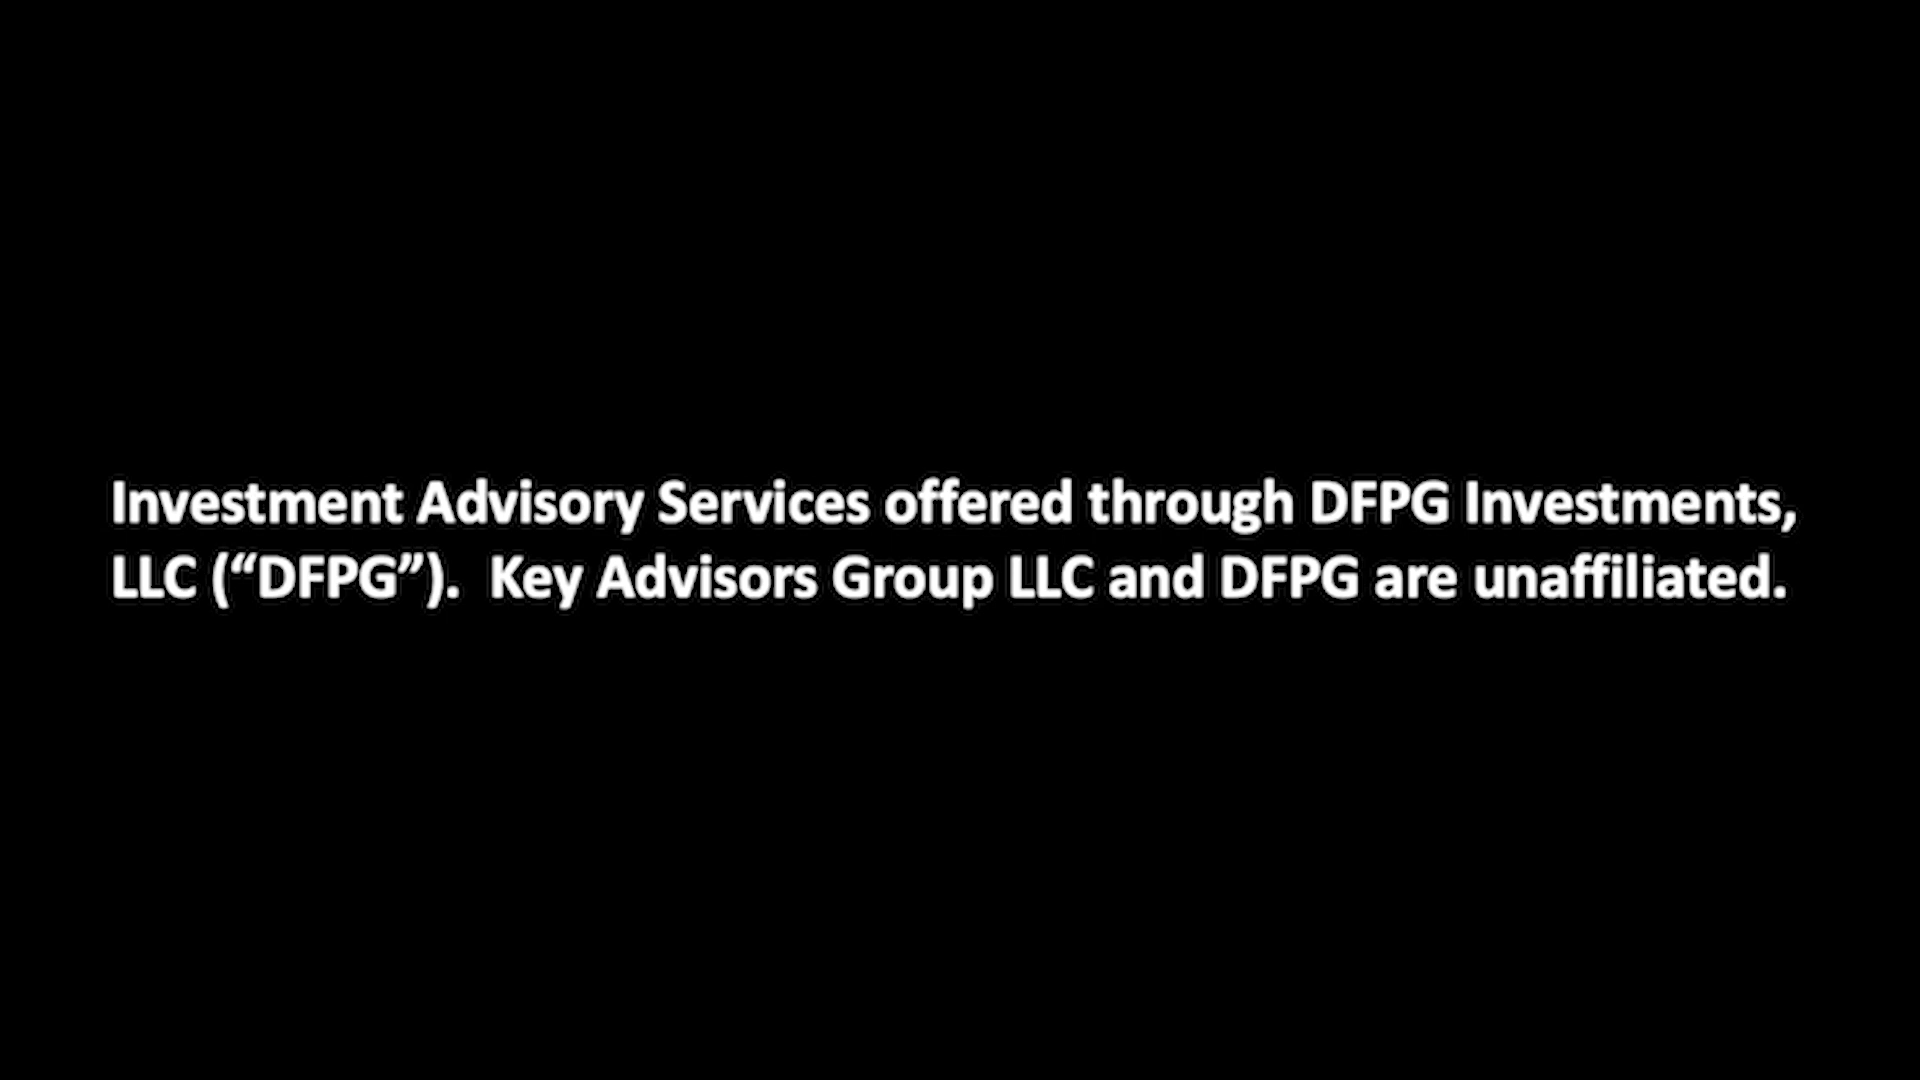 Investment Advisory Services offered through DFPG Investments,
LLC (“DFPG”).  Key Advisors Group LLC and DFPG are unaffiliated.